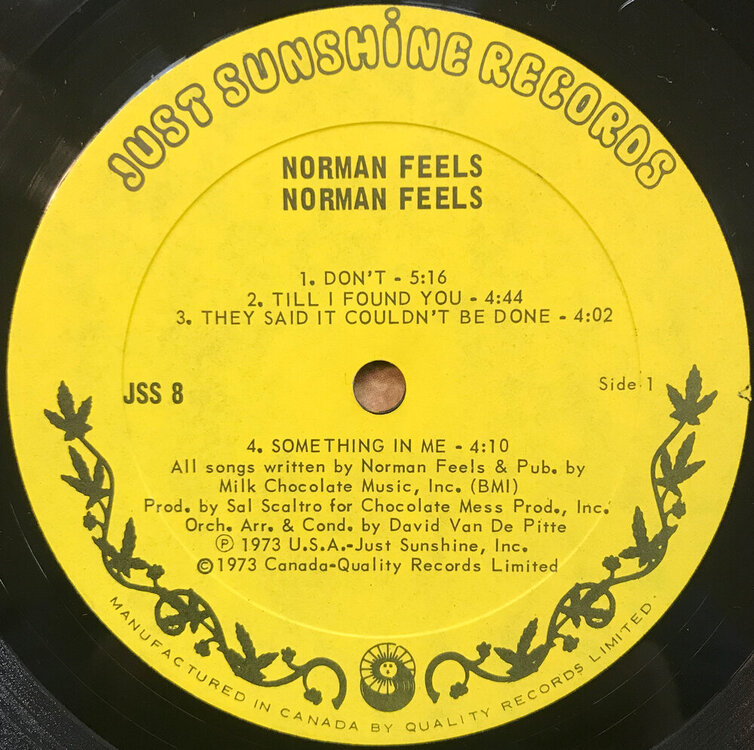 JUST SUNSHINE RECORDS
NORMAN FEELS
NORMAN FEELS
1. DON'T - 5:16
2. TILL I FOUND YOU - 4:44
3. THEY SAID IT COULDN'T BE DONE - 4:02
JSS 8
Side 1
4. SOMETHING IN ME - 4:10
All songs written by Norman Feels & Pub. by
Milk Chocolate Music, Inc. (BMI)
Prod. by Sal Scaltro for Chocolate Mess Prod., Inc.
Orch. Arr. & Cond. by David Van De Pitte
Ⓟ 1973 U.S.A.-Just Sunshine, Inc.
©1973 Canada-Quality Records Limited
MANUFACTURED IN CANADA BY QUALITY RECORDS LIMITED.